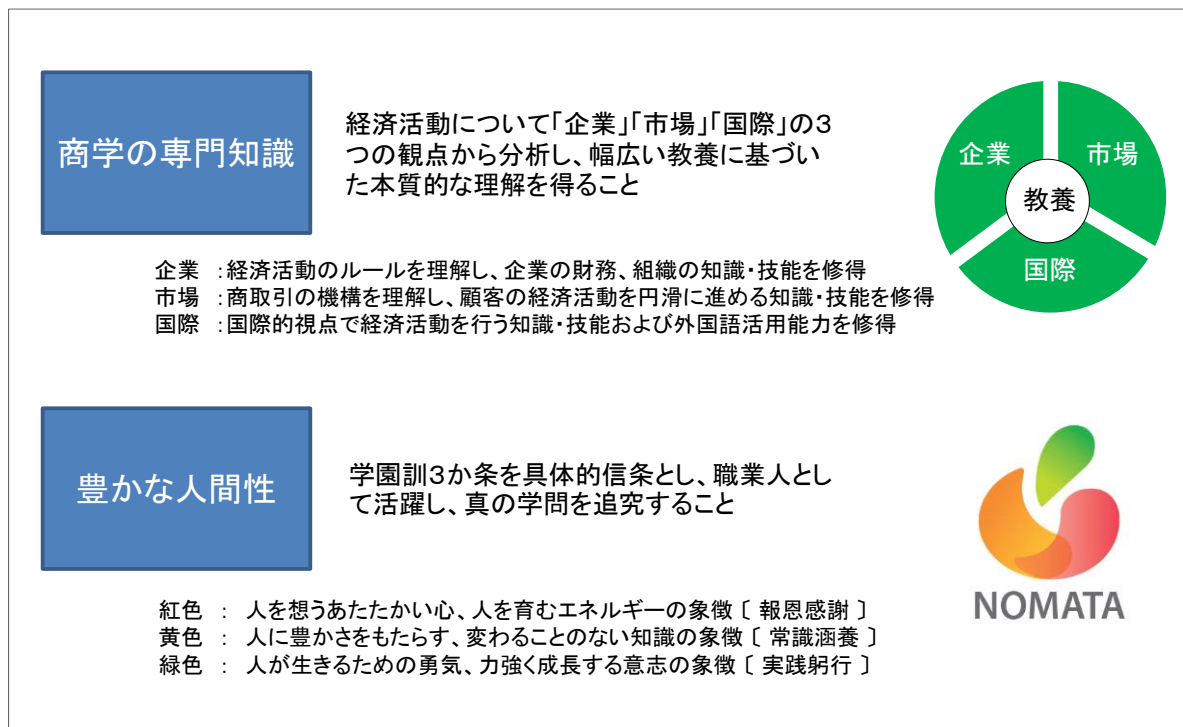 商学の専門知識
経済活動について「企業」「市場」「国際」の3
つの観点から分析し、幅広い教養に基づい
た本質的な理解を得ること
企業
市場
教養
国際
企業 ：経済活動のルールを理解し、企業の財務、組織の知識・技能を修得
市場 ：商取引の機構を理解し、顧客の経済活動を円滑に進める知識・技能を修得
国際 ：国際的視点で経済活動を行う知識・技能および外国語活用能力を修得
豊かな人間性
学園訓3か条を具体的信条とし、職業人とし
て活躍し、真の学問を追究すること
NOMATA
紅色 ： 人を想うあたたかい心、人を育むエネルギーの象徴〔 報恩感謝 〕
黄色 ： 人に豊かさをもたらす、変わることのない知識の象徴〔 常識涵養 〕
緑色 ： 人が生きるための勇気、力強く成長する意志の象徴〔 実践躬行 〕